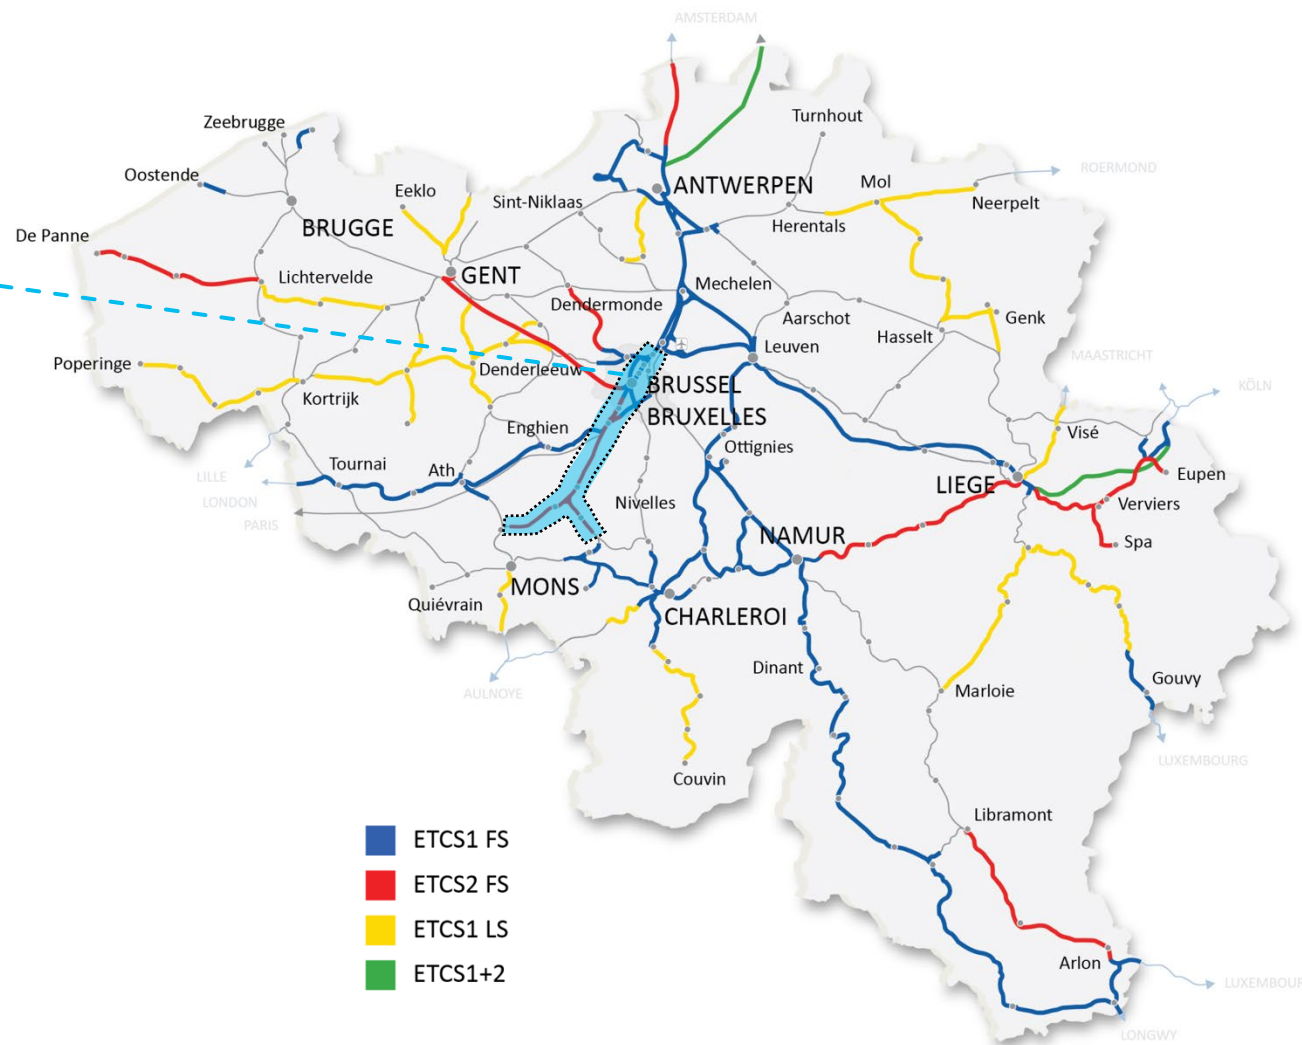 AMSTERDAM
Zeebrugge
Turnhout
Oostende
ROERMOND
Eeklo
Sint-Niklaas
ANTWERPEN
Mol
Neerpelt
De Panne
BRUGGE
Herentals
Lichtervelde
GENT
Mechelen
Dendermonde
Aarschot
Genk
Hasselt
Leuven
MAASTRICHT
Poperinge
Denderleeuw
KÖLN
BRUSSEL
BRUXELLES
Kortrijk
Enghien
Ottignies
Visé
LILLE
Tournai
Ath
LIEGE
Eupen
LONDON
Nivelles
Verviers
PARIS
NAMUR
Spa
MONS
Quiévrain
CHARLEROI
Dinant
AULNOYE
Marloie
Gouvy
LUXEMBOURG
Couvin
Libramont
ETCS1 FS
ETCS2 FS
ETCS1 LS
Arlon
ETCS1+2
LUXEMBOUR
LONGWY